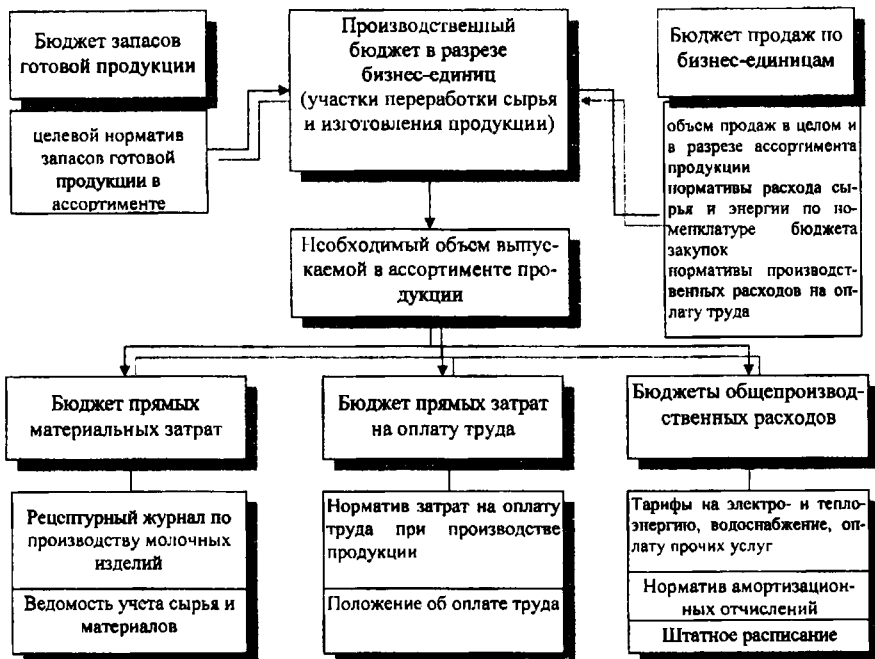 Бюджет запасов
готовой продукции
целевой норматив
запасов готовой
продукции в
ассортименте
Производственный
бюджет в разрезе
бизнес-единиц
(участки переработки сырья
и изготовления продукции)
Бюджет продаж по
бизнес-единицам
объем продаж в целом и
в разрезе ассортимента
продукции
нормативы расхода сы-
рья и энергии по но-
менклатуре бюджета
закупок
нормативы производст-
венных расходов на оп-
лату труда
Необходимый объем выпус-
каемой в ассортименте про-
дукции
Бюджет прямых
материальных затрат
Рецептурный журнал по
производству молочных
изделий
Ведомость учета сырья и
материалов
Бюджет прямых затрат
на оплату труда
Норматив затрат на оплату
труда при производстве
продукции
Положение об оплате труда
Бюджеты общепроизвод-
ственных расходов
Тарифы на электро- и тепло-
энергию, водоснабжение, оп-
лату прочих услуг
Норматив амортизацион-
ных отчислений
Штатное расписание